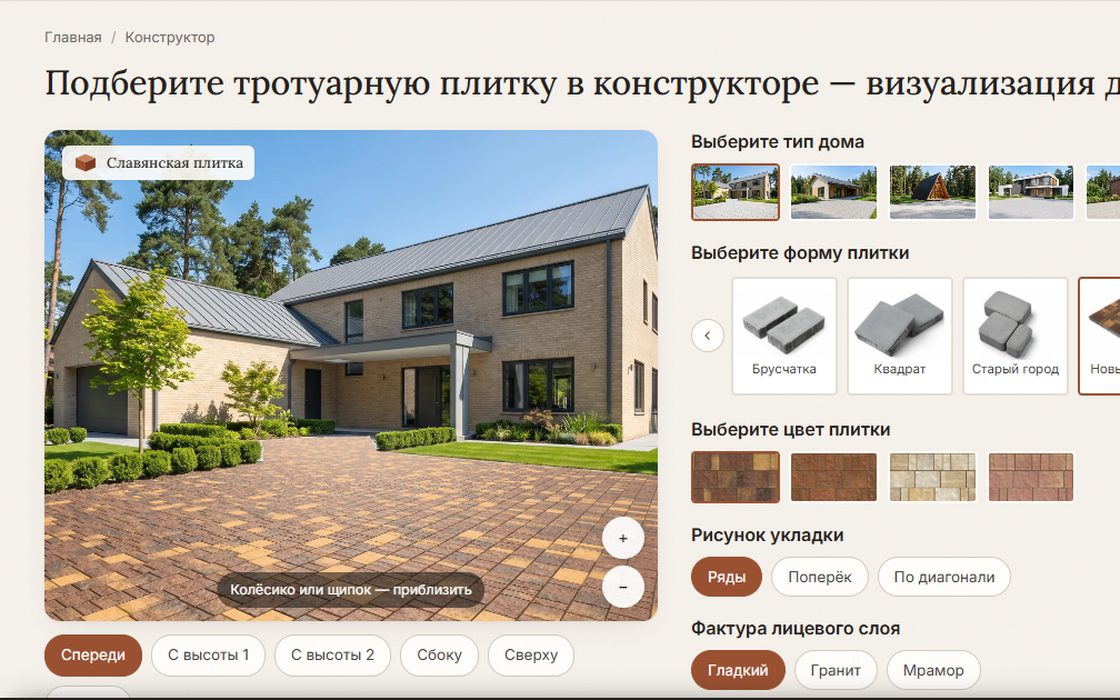 Главная / Конструктор
Подберите тротуарную плитку в конструкторе — визуализация д
Славянская плитка
Колёсико или щипок — приблизить
+
−
Спереди
С высоты 1
С высоты 2
Сбоку
Сверху
Выберите тип дома
Выберите форму плитки
Брусчатка
Квадрат
Старый город
Новы
Выберите цвет плитки
Рисунок укладки
Ряды
Поперёк
По диагонали
Фактура лицевого слоя
Гладкий
Гранит
Мрамор